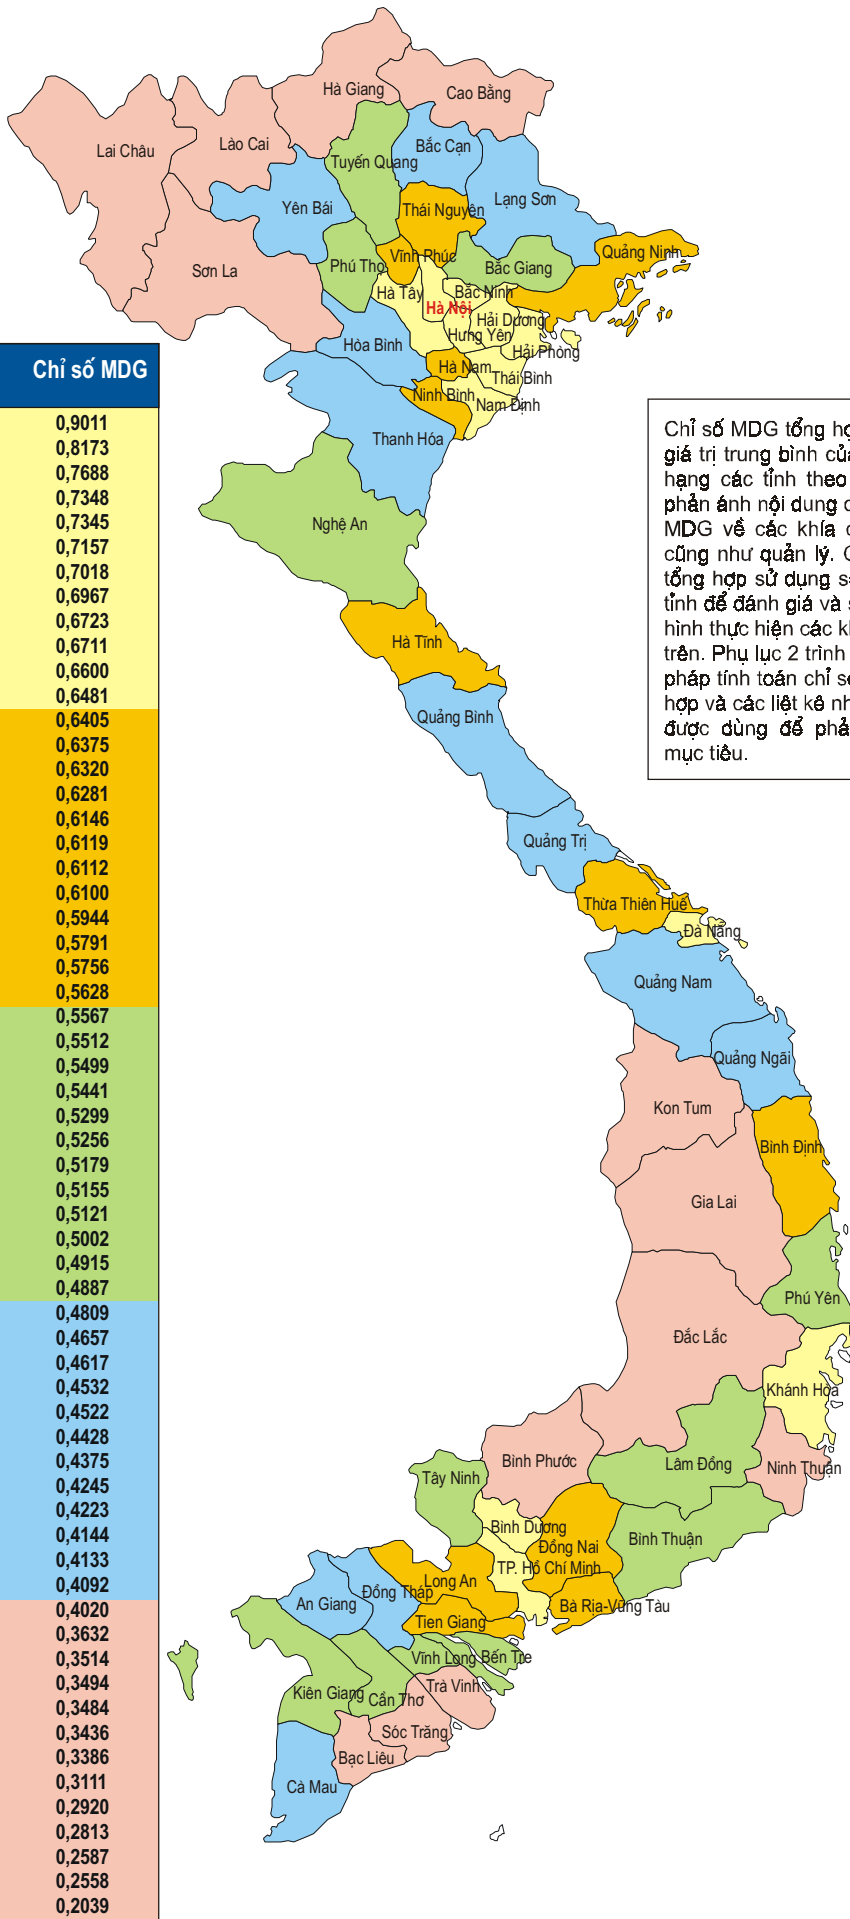 Hà Giang
Cao Bằng
Lai Châu
Lào Cai
Bắc Cạn
Tuyến Quang
Yên Bái
Thái Nguyên
Lạng Sơn
Sơn La
Phú Thọ
Vĩnh Phúc
Bắc Giang
Quảng Ninh
Hà Tây
Bắc Ninh
Hà Nội
Hải Dương
Hưng Yên
Hòa Bình
Hải Phòng
Hà Nam
Thái Bình
Ninh Bình
Nam Định
Thanh Hóa
Nghệ An
Hà Tĩnh
Quảng Bình
Quảng Trị
Thừa Thiên Huế
Đà Nẵng
Quảng Nam
Quảng Ngãi
Kon Tum
Bình Định
Gia Lai
Phú Yên
Đắc Lắc
Khánh Hòa
Bình Phước
Lâm Đồng
Ninh Thuận
Tây Ninh
Bình Dương
Đồng Nai
Bình Thuận
TP. Hồ Chí Minh
Long An
Đồng Tháp
An Giang
Bà Rịa-Vũng Tàu
Tien Giang
Vĩnh Long
Bến Tre
Trà Vinh
Kiên Giang
Cần Thơ
Sóc Trăng
Bạc Liêu
Cà Mau
Chỉ số MDG
0,9011
0,8173
0,7688
0,7348
0,7345
0,7157
0,7018
0,6967
0,6723
0,6711
0,6600
0,6481
0,6405
0,6375
0,6320
0,6281
0,6146
0,6119
0,6112
0,6100
0,5944
0,5791
0,5756
0,5628
0,5567
0,5512
0,5499
0,5441
0,5299
0,5256
0,5179
0,5155
0,5121
0,5002
0,4915
0,4887
0,4809
0,4657
0,4617
0,4532
0,4522
0,4428
0,4375
0,4245
0,4223
0,4144
0,4133
0,4092
0,4020
0,3632
0,3514
0,3494
0,3484
0,3436
0,3386
0,3111
0,2920
0,2813
0,2587
0,2558
0,2039
Chỉ số MDG tổng
giá trị trung bình của
hạng các tỉnh theo
phản ánh nội dung
MDG về các khía
cũng như quản lý.
tổng hợp sử dụng
tỉnh để đánh giá và
hình thực hiện các
trên. Phụ lục 2 trình
pháp tính toán chỉ
hợp và các liệt kê
được dùng để
mục tiêu.